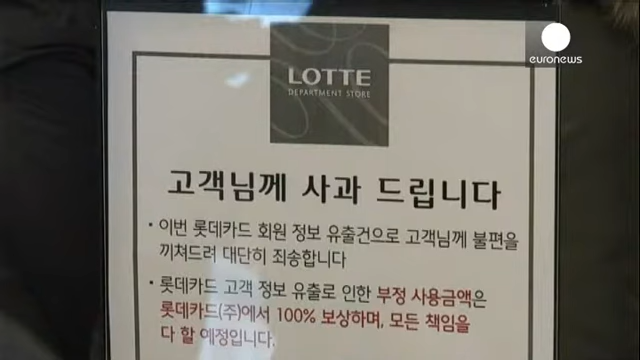 euronews
LOTTE
DEPARTMENT STORE
고객님께 사과 드립니다
• 이번 롯데카드 회원 정보 유출건으로 고객님께 불편을
끼쳐드려 대단히 죄송합니다
• 롯데카드 고객 정보 유출로 인한 부정 사용금액은
롯데카드(주)에서 100% 보상하며, 모든 책임을
다 할 예정입니다.